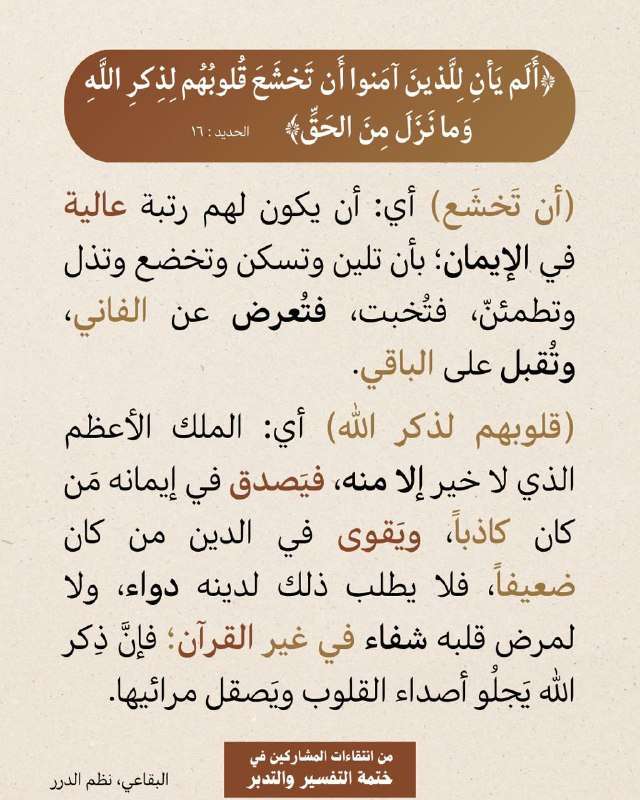 ﴿أَلَم يَأنِ لِلَّذينَ آمَنوا أَن تَخشَعَ قُلوبُهُم لِذِكرِ اللَّهِ
وَما نَزَلَ مِنَ الحَقِّ﴾ الحديد : ١٦
(أن تَخشَع) أي: أن يكون لهم رتبة عالية
في الإيمان؛ بأن تلين وتسكن وتخضع وتذل
وتطمئنّ، فتُخبت، فتُعرض عن الفاني،
وتُقبل على الباقي.
(قلوبهم لذكر الله) أي: الملك الأعظم
الذي لا خير إلا منه، فيَصدق في إيمانه مَن
كان كاذباً، ويَقوى في الدين من كان
ضعيفاً، فلا يطلب ذلك لدينه دواء، ولا
لمرض قلبه شفاء في غير القرآن؛ فإنَّ ذِكر
الله يَجلُو أصداء القلوب ويَصقل مرائيها.
من انتقاءات المشاركين في
ختمة التفسير والتدبر
البقاعي، نظم الدرر